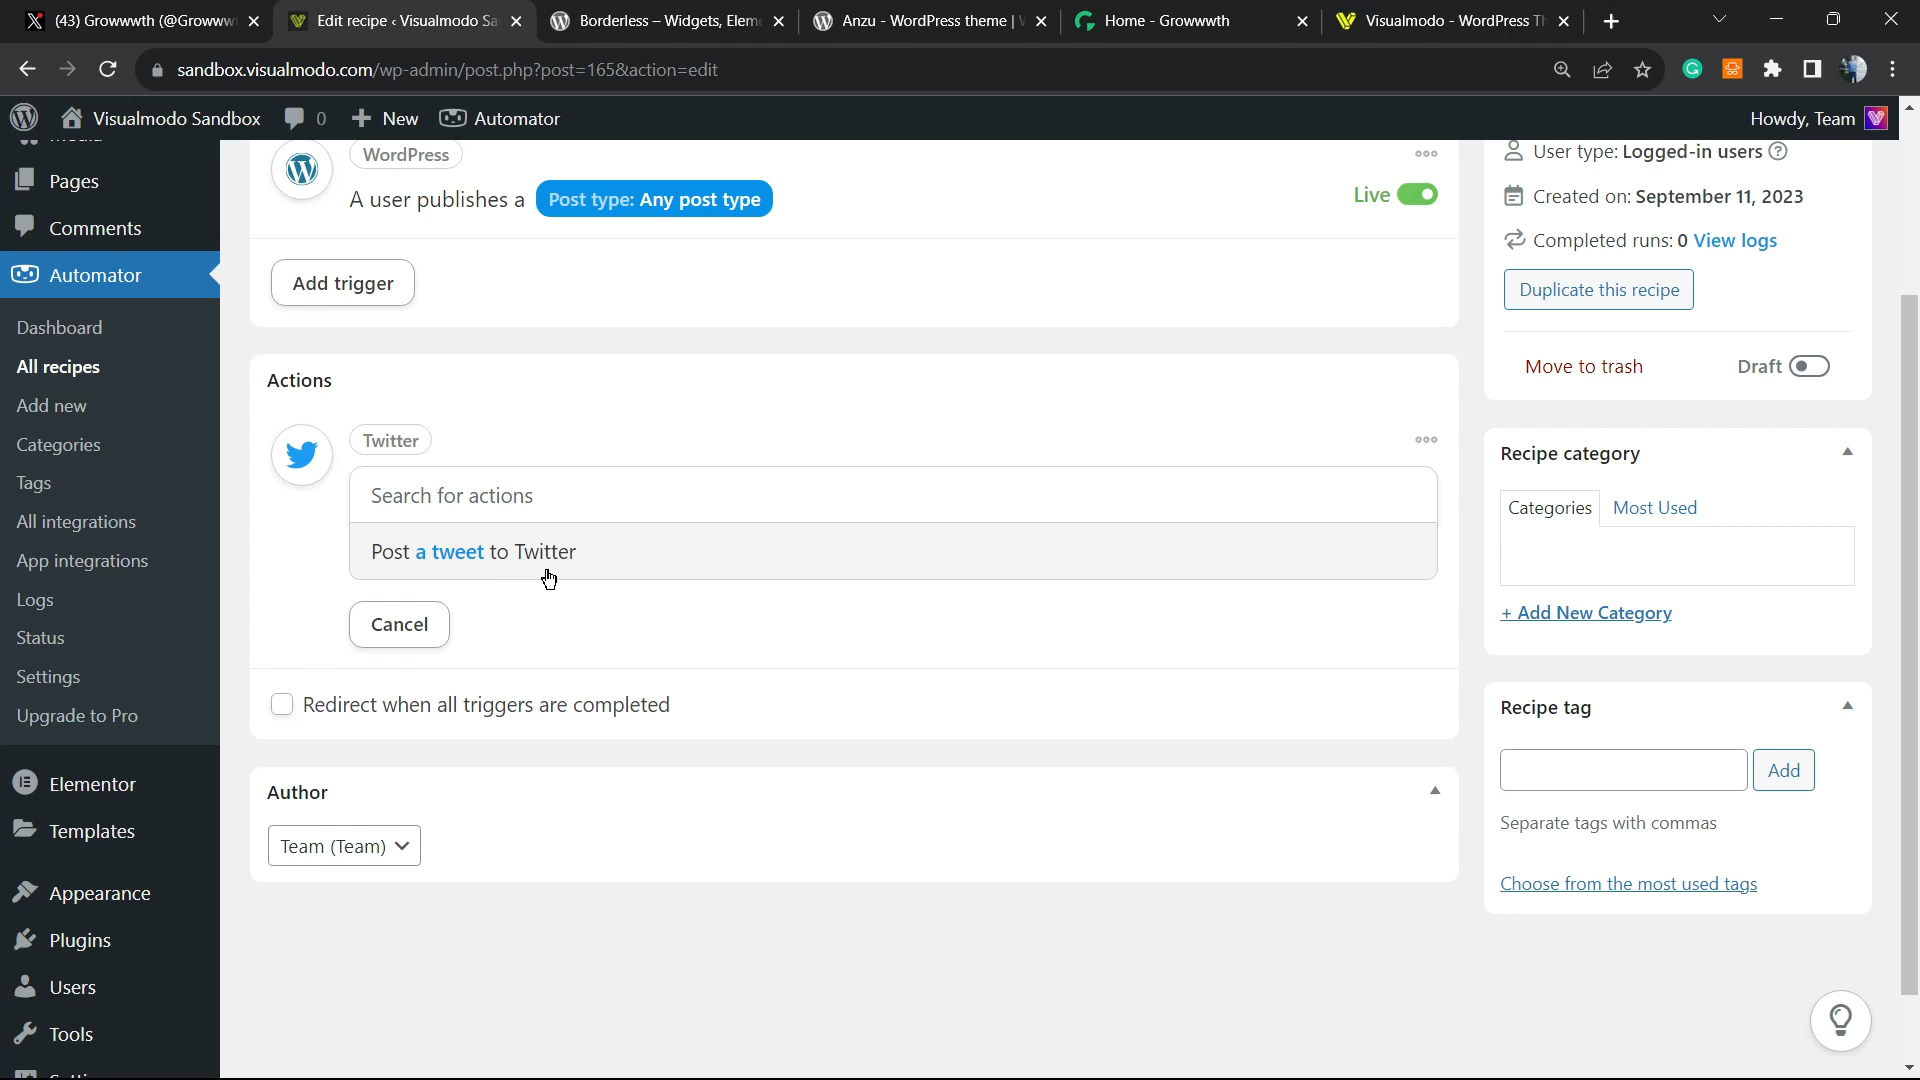 (43) Growwwth (@Growww
Edit recipe ‹ Visualmodo Sa
Borderless – Widgets, Elem
Anzu - WordPress theme |
Home - Growwwth
Visualmodo - WordPress Th
sandbox.visualmodo.com/wp-admin/post.php?post=165&action=edit
Visualmodo Sandbox
0
New
Automator
Howdy, Team
Pages
Comments
Automator
Dashboard
All recipes
Add new
Categories
Tags
All integrations
App integrations
Logs
Status
Settings
Upgrade to Pro
Elementor
Templates
Appearance
Plugins
Users
Tools
WordPress
A user publishes a Post type: Any post type
Live
Add trigger
Actions
Twitter
Search for actions
Post a tweet to Twitter
Cancel
Redirect when all triggers are completed
Author
Team (Team)
User type: Logged-in users
Created on: September 11, 2023
Completed runs: 0 View logs
Duplicate this recipe
Move to trash
Draft
Recipe category
Categories
Most Used
+ Add New Category
Recipe tag
Add
Separate tags with commas
Choose from the most used tags